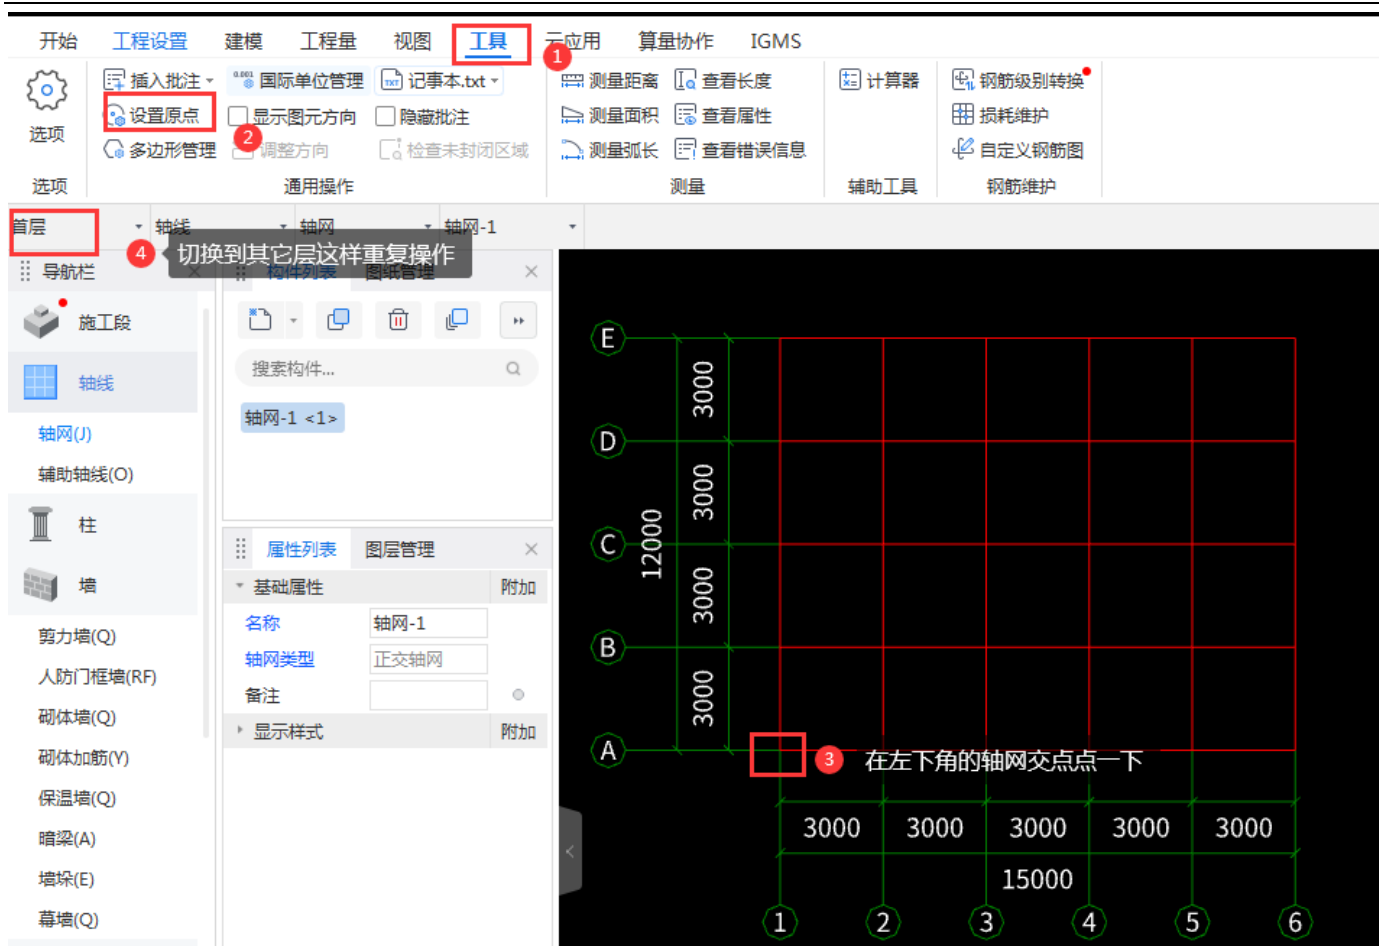 开始 工程设置 建模 工程量 视图 工具 云应用 算量协作 IGMS
1
选项
插入批注 国际单位管理 记事本.txt
设置原点 显示图元方向 隐藏批注
2
多边形管理 调整方向 检查未封闭区域
测量距离 查看长度
测量面积 查看属性
测量弧长 查看错误信息
计算器
钢筋级别转换
损耗维护
自定义钢筋图
选项 通用操作 测量 辅助工具 钢筋维护
首层 轴线 轴网 轴网-1
4 切换到其它层这样重复操作
导航栏
施工段
轴线
轴网(J)
辅助轴线(O)
柱
墙
剪力墙(Q)
人防门框墙(RF)
砌体墙(Q)
砌体加筋(Y)
保温墙(Q)
暗梁(A)
墙垛(E)
幕墙(Q)
构件列表 图纸管理
搜索构件...
轴网-1 <1>
属性列表 图层管理
基础属性 附加
名称 轴网-1
轴网类型 正交轴网
备注
显示样式 附加
E
3000
D
3000
C
12000
3000
B
3000
A
3 在左下角的轴网交点点一下
3000 3000 3000 3000 3000
15000
1 2 3 4 5 6